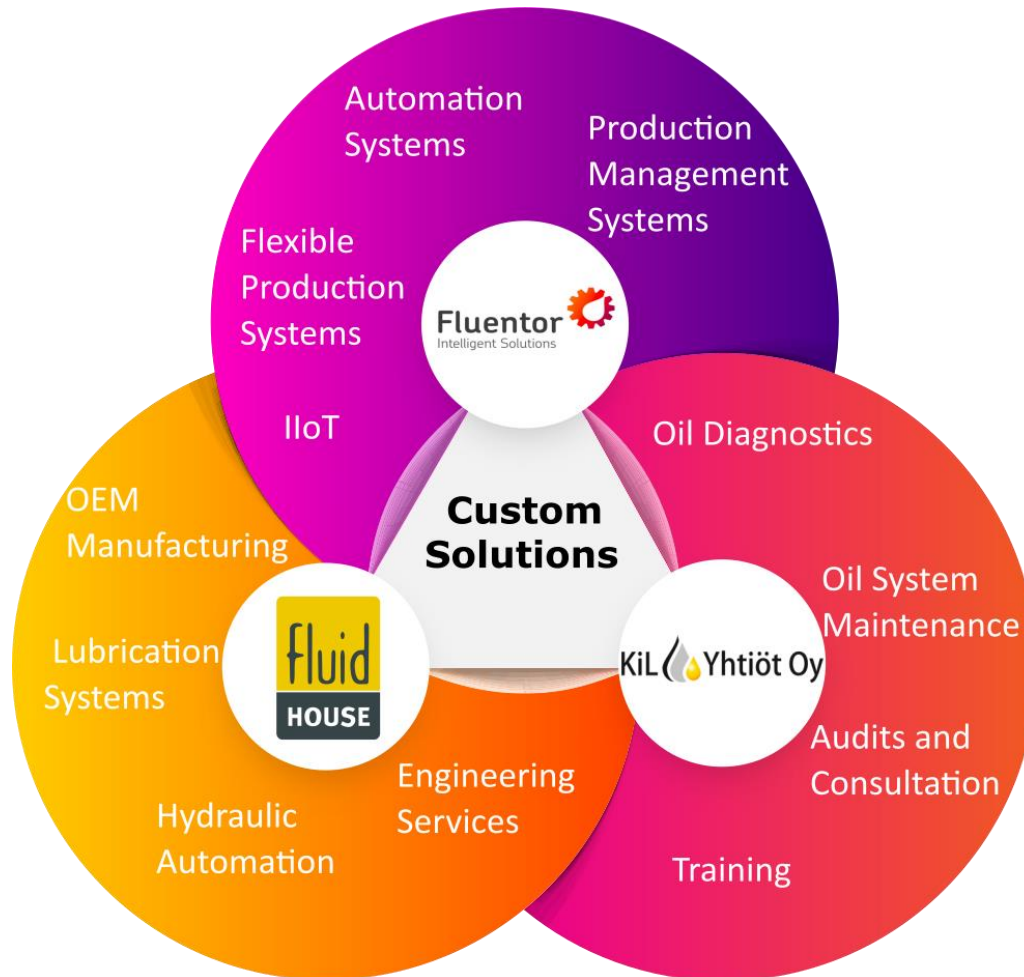 Automation
Systems
Production
Management
Systems
Flexible
Production
Systems
IIoT
Fluentor
Intelligent Solutions
Oil Diagnostics
Custom
Solutions
OEM
Manufacturing
Oil System
Maintenance
Lubrication
Systems
fluid
HOUSE
KiL Yhtiöt Oy
Audits and
Consultation
Engineering
Services
Hydraulic
Automation
Training